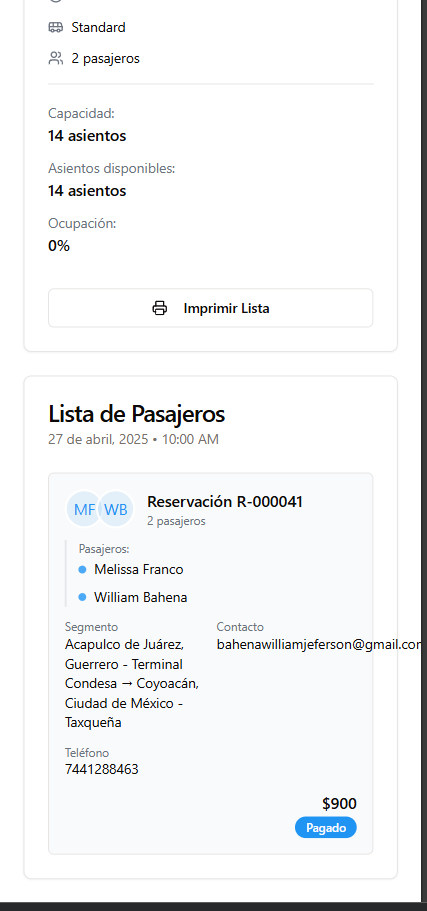 Standard
2 pasajeros
Capacidad:
14 asientos
Asientos disponibles:
14 asientos
Ocupación:
0%
Imprimir Lista
Lista de Pasajeros
27 de abril, 2025 • 10:00 AM
MF WB
Reservación R-000041
2 pasajeros
Pasajeros:
Melissa Franco
William Bahena
Segmento
Acapulco de Juárez,
Guerrero - Terminal
Condesa → Coyoacán,
Ciudad de México -
Taxqueña
Contacto
bahenawilliamjeferson@gmail.com
Teléfono
7441288463
$900
Pagado